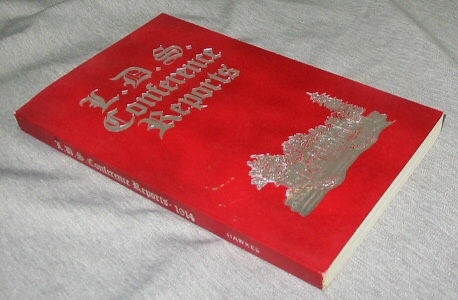 L.D.S.
Conference
Reports
L.D.S Conference Reports - 1914
HAWKES